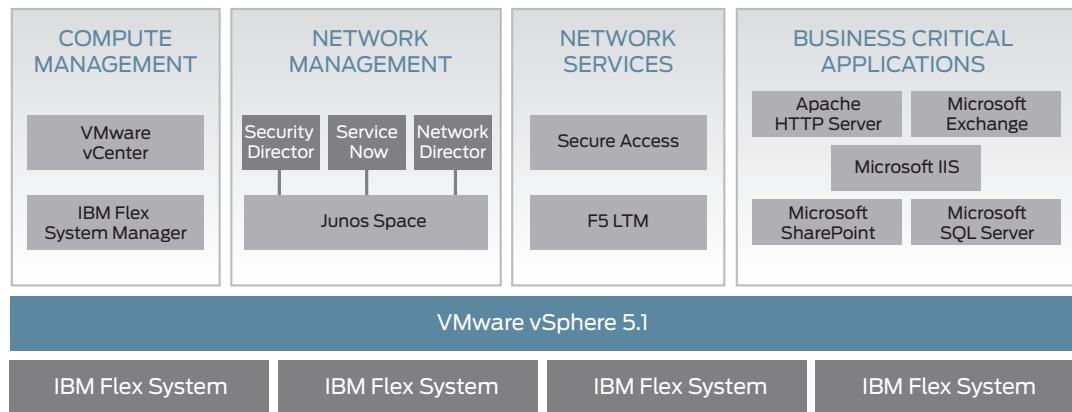 COMPUTE
MANAGEMENT
VMware
vCenter
IBM Flex
System Manager
NETWORK
MANAGEMENT
Security
Director
Service
Now
Network
Director
Junos Space
NETWORK
SERVICES
Secure Access
F5 LTM
BUSINESS CRITICAL
APPLICATIONS
Apache
HTTP Server
Microsoft
Exchange
Microsoft IIS
Microsoft
SharePoint
Microsoft
SQL Server
VMware vSphere 5.1
IBM Flex System
IBM Flex System
IBM Flex System
IBM Flex System